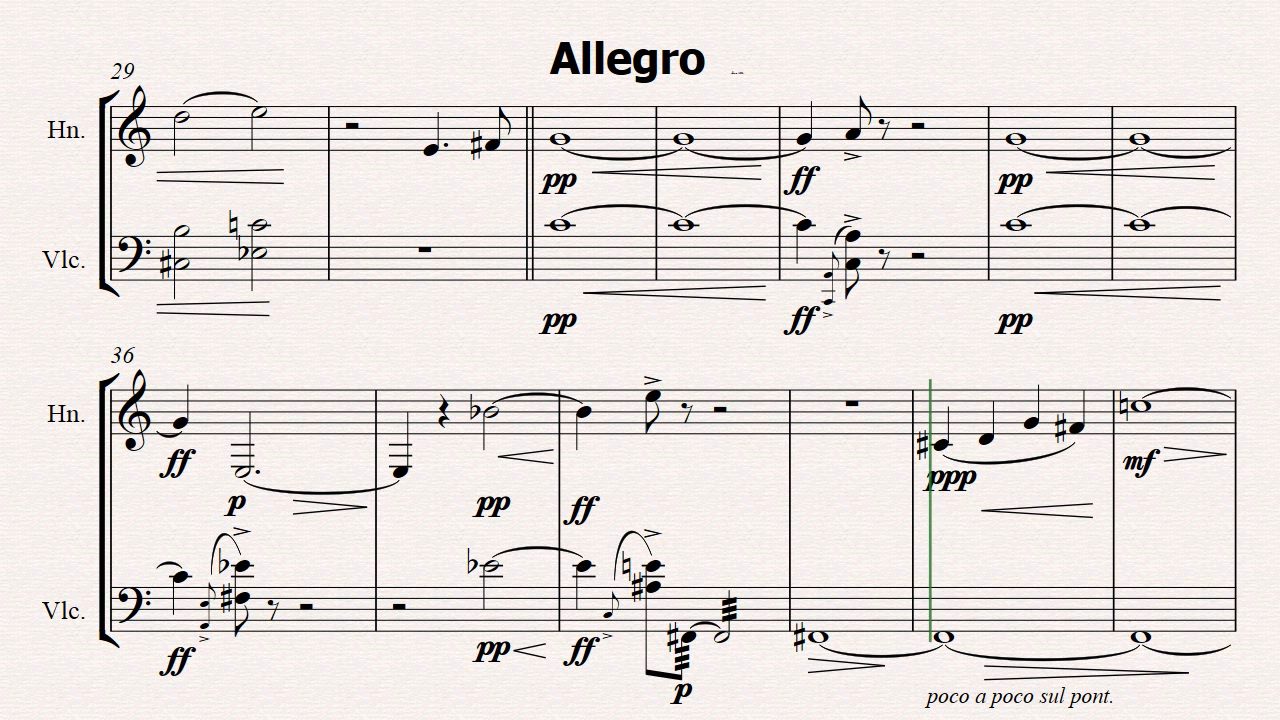 Allegro
29
Hn.
pp
ff
pp
Vlc.
pp
ff
pp
36
Hn.
ff
p
pp
ff
ppp
mf
Vlc.
ff
pp
ff
p
poco a poco sul pont.